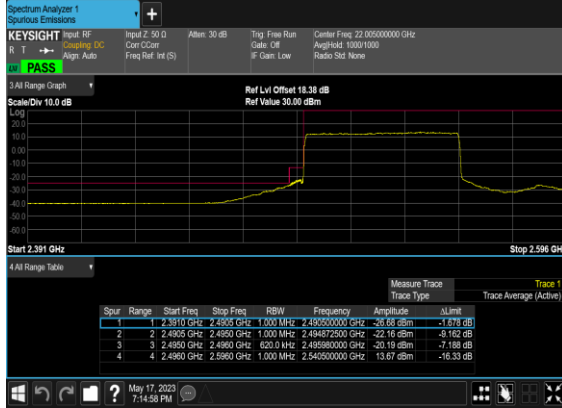 Spectrum Analyzer 1
Spurious Emissions
KEYSIGHT
R T
LXI PASS
Input: RF
Coupling: DC
Align: Auto
Input Z: 50 Ω
Corr CCorr
Freq Ref: Int (S)
Atten: 30 dB
Trig: Free Run
Gate: Off
IF Gain: Low
Center Freq: 22.005000000 GHz
Avg|Hold: 1000/1000
Radio Std: None
3 All Range Graph
Scale/Div 10.0 dB
Ref Lvl Offset 18.38 dB
Ref Value 30.00 dBm
Log
20.0
10.0
0.00
-10.0
-20.0
-30.0
-40.0
-50.0
-60.0
Start 2.391 GHz
Stop 2.596 GH
4 All Range Table
Measure Trace Trace 1
Trace Type Trace Average (Active)
Spur Range Start Freq Stop Freq RBW Frequency Amplitude ΔLimit
1 1 2.3910 GHz 2.4905 GHz 1.000 MHz 2.490500000 GHz -26.68 dBm -1.678 dB
2 2 2.4905 GHz 2.4950 GHz 1.000 MHz 2.494872500 GHz -22.16 dBm -9.162 dB
3 3 2.4950 GHz 2.4960 GHz 620.0 kHz 2.495980000 GHz -20.19 dBm -7.188 dB
4 4 2.4960 GHz 2.5960 GHz 1.000 MHz 2.540500000 GHz 13.67 dBm -16.33 dB
?
May 17, 2023
7:14:58 PM